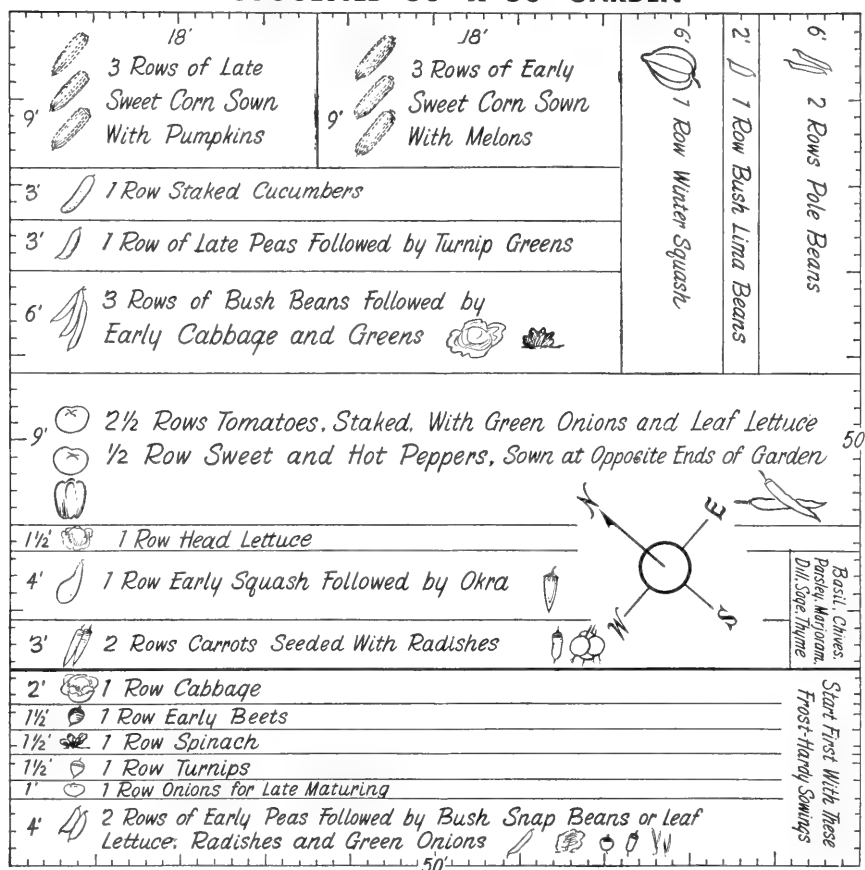 18'
9'
3 Rows of Late
Sweet Corn Sown
With Pumpkins
18'
9'
3 Rows of Early
Sweet Corn Sown
With Melons
6'
1 Row Winter Squash
2'
1 Row Bush Lima Beans
6'
2 Rows Pole Beans
3' 1 Row Staked Cucumbers
3' 1 Row of Late Peas Followed by Turnip Greens
6'
3 Rows of Bush Beans Followed by
Early Cabbage and Greens
9'
2½ Rows Tomatoes, Staked, With Green Onions and Leaf Lettuce
½ Row Sweet and Hot Peppers, Sown at Opposite Ends of Garden
50'
N
E
W
S
1½' 1 Row Head Lettuce
4' 1 Row Early Squash Followed by Okra
3' 2 Rows Carrots Seeded With Radishes
Basil, Chives,
Parsley, Marjoram,
Dill, Sage, Thyme
2' 1 Row Cabbage
1½' 1 Row Early Beets
1½' 1 Row Spinach
1½' 1 Row Turnips
1' 1 Row Onions for Late Maturing
4'
2 Rows of Early Peas Followed by Bush Snap Beans or Leaf
Lettuce, Radishes and Green Onions
Start First With These
Frost-Hardy Sowings
50'